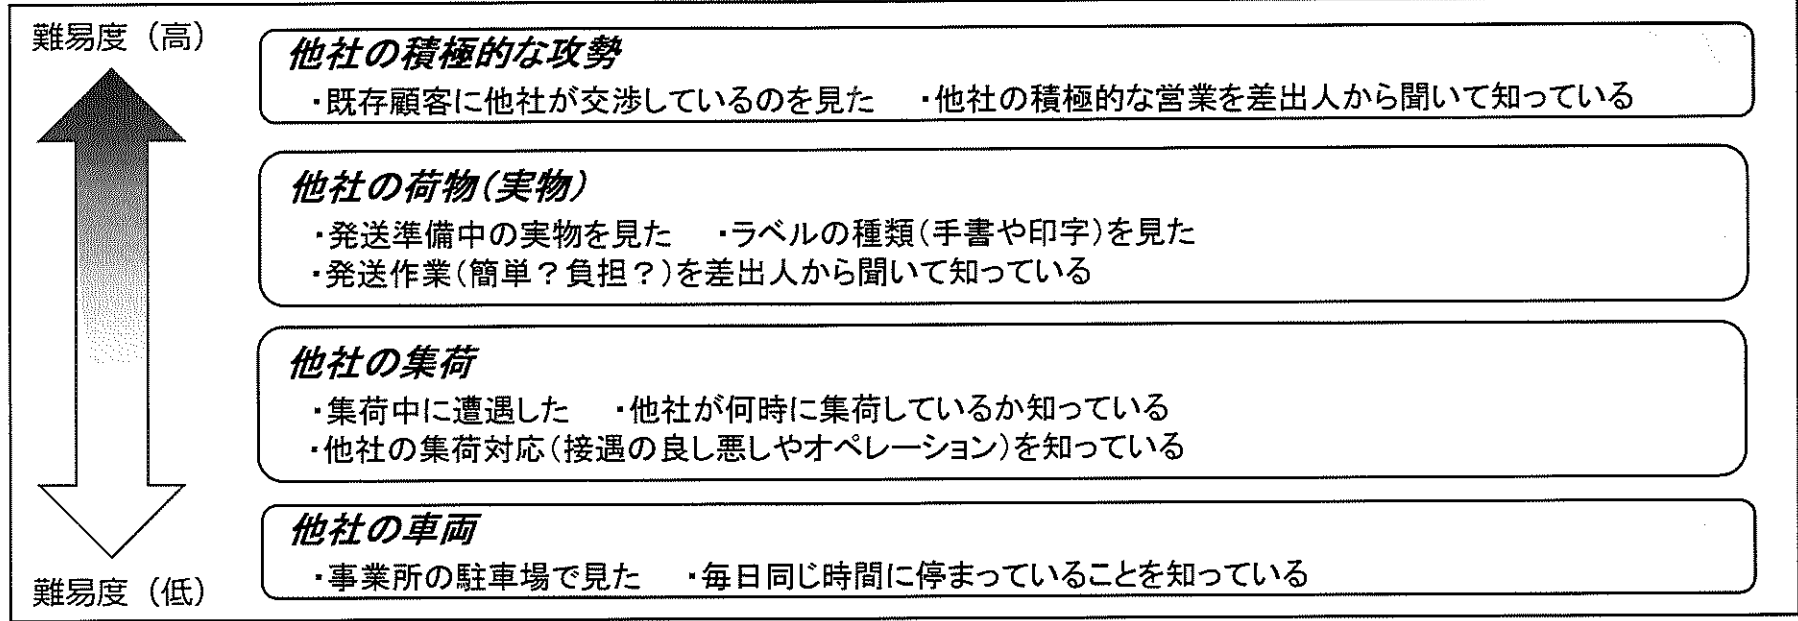 難易度（高）
他社の積極的な攻勢
・既存顧客に他社が交渉しているのを見た　・他社の積極的な営業を差出人から聞いて知っている
他社の荷物（実物）
・発送準備中の実物を見た　・ラベルの種類（手書や印字）を見た
・発送作業（簡単？負担？）を差出人から聞いて知っている
他社の集荷
・集荷中に遭遇した　・他社が何時に集荷しているか知っている
・他社の集荷対応（接遇の良し悪しやオペレーション）を知っている
他社の車両
・事業所の駐車場で見た　・毎日同じ時間に停まっていることを知っている
難易度（低）